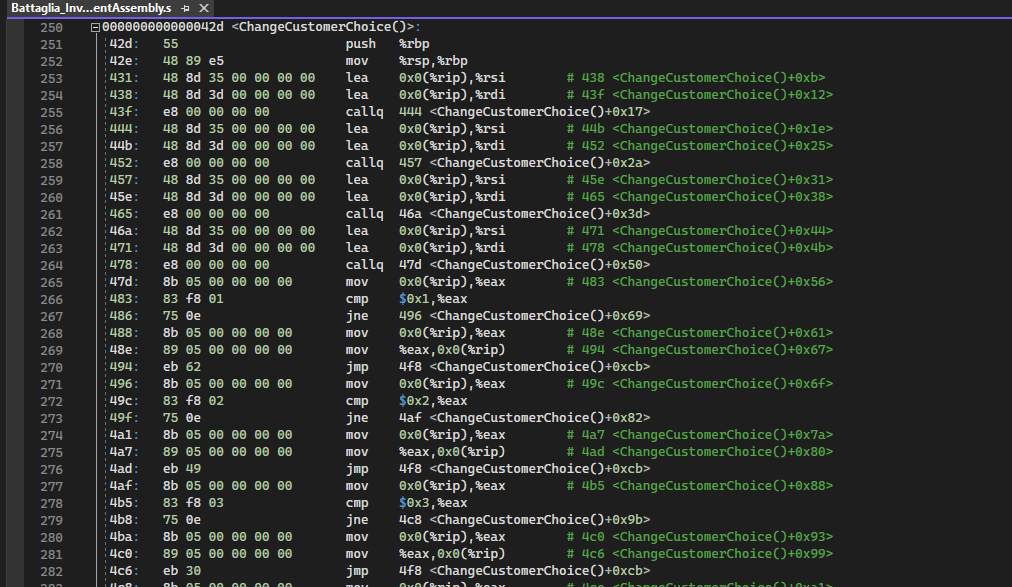 Battaglia_Inv...entAssembly.s
250 000000000000042d <ChangeCustomerChoice()>:
251 42d: 55 push %rbp
252 42e: 48 89 e5 mov %rsp,%rbp
253 431: 48 8d 35 00 00 00 00 lea 0x0(%rip),%rsi # 438 <ChangeCustomerChoice()+0xb>
254 438: 48 8d 3d 00 00 00 00 lea 0x0(%rip),%rdi # 43f <ChangeCustomerChoice()+0x12>
255 43f: e8 00 00 00 00 callq 444 <ChangeCustomerChoice()+0x17>
256 444: 48 8d 35 00 00 00 00 lea 0x0(%rip),%rsi # 44b <ChangeCustomerChoice()+0x1e>
257 44b: 48 8d 3d 00 00 00 00 lea 0x0(%rip),%rdi # 452 <ChangeCustomerChoice()+0x25>
258 452: e8 00 00 00 00 callq 457 <ChangeCustomerChoice()+0x2a>
259 457: 48 8d 35 00 00 00 00 lea 0x0(%rip),%rsi # 45e <ChangeCustomerChoice()+0x31>
260 45e: 48 8d 3d 00 00 00 00 lea 0x0(%rip),%rdi # 465 <ChangeCustomerChoice()+0x38>
261 465: e8 00 00 00 00 callq 46a <ChangeCustomerChoice()+0x3d>
262 46a: 48 8d 35 00 00 00 00 lea 0x0(%rip),%rsi # 471 <ChangeCustomerChoice()+0x44>
263 471: 48 8d 3d 00 00 00 00 lea 0x0(%rip),%rdi # 478 <ChangeCustomerChoice()+0x4b>
264 478: e8 00 00 00 00 callq 47d <ChangeCustomerChoice()+0x50>
265 47d: 8b 05 00 00 00 00 mov 0x0(%rip),%eax # 483 <ChangeCustomerChoice()+0x56>
266 483: 83 f8 01 cmp $0x1,%eax
267 486: 75 0e jne 496 <ChangeCustomerChoice()+0x69>
268 488: 8b 05 00 00 00 00 mov 0x0(%rip),%eax # 48e <ChangeCustomerChoice()+0x61>
269 48e: 89 05 00 00 00 00 mov %eax,0x0(%rip) # 494 <ChangeCustomerChoice()+0x67>
270 494: eb 62 jmp 4f8 <ChangeCustomerChoice()+0xcb>
271 496: 8b 05 00 00 00 00 mov 0x0(%rip),%eax # 49c <ChangeCustomerChoice()+0x6f>
272 49c: 83 f8 02 cmp $0x2,%eax
273 49f: 75 0e jne 4af <ChangeCustomerChoice()+0x82>
274 4a1: 8b 05 00 00 00 00 mov 0x0(%rip),%eax # 4a7 <ChangeCustomerChoice()+0x7a>
275 4a7: 89 05 00 00 00 00 mov %eax,0x0(%rip) # 4ad <ChangeCustomerChoice()+0x80>
276 4ad: eb 49 jmp 4f8 <ChangeCustomerChoice()+0xcb>
277 4af: 8b 05 00 00 00 00 mov 0x0(%rip),%eax # 4b5 <ChangeCustomerChoice()+0x88>
278 4b5: 83 f8 03 cmp $0x3,%eax
279 4b8: 75 0e jne 4c8 <ChangeCustomerChoice()+0x9b>
280 4ba: 8b 05 00 00 00 00 mov 0x0(%rip),%eax # 4c0 <ChangeCustomerChoice()+0x93>
281 4c0: 89 05 00 00 00 00 mov %eax,0x0(%rip) # 4c6 <ChangeCustomerChoice()+0x99>
282 4c6: eb 30 jmp 4f8 <ChangeCustomerChoice()+0xcb>